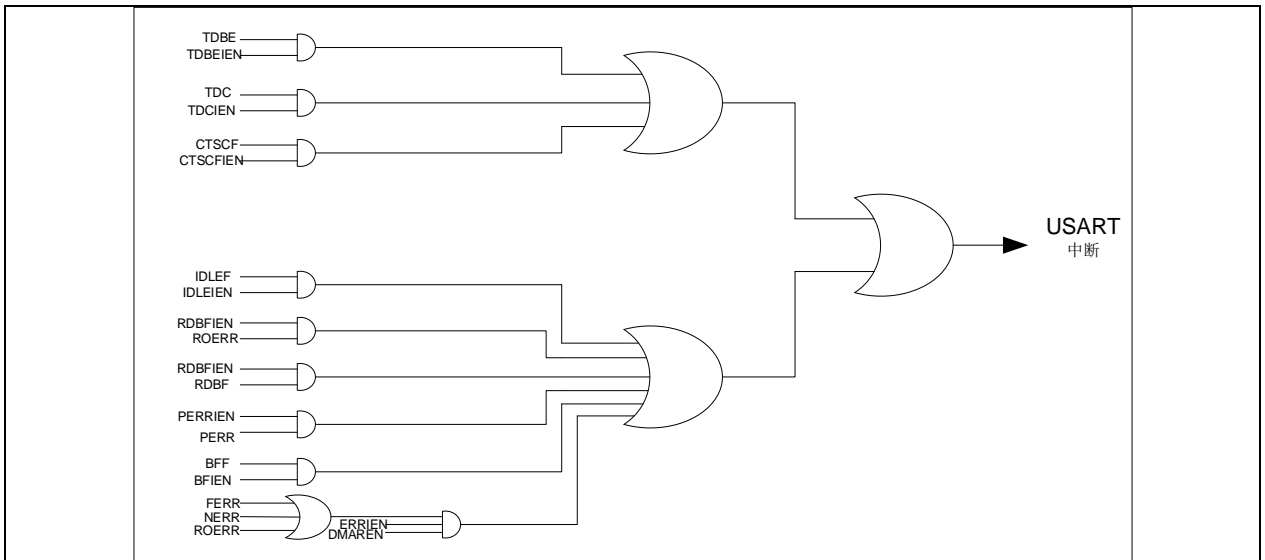 TDBE
TDBEIEN
TDC
TDCIEN
CTSCF
CTSCFIEN
IDLEF
IDLEIEN
RDBFIEN
ROERR
RDBFIEN
RDBF
PERRIEN
PERR
BFF
BFIEN
FERR
NERR
ROERR
ERRIEN
DMAREN
USART
中断